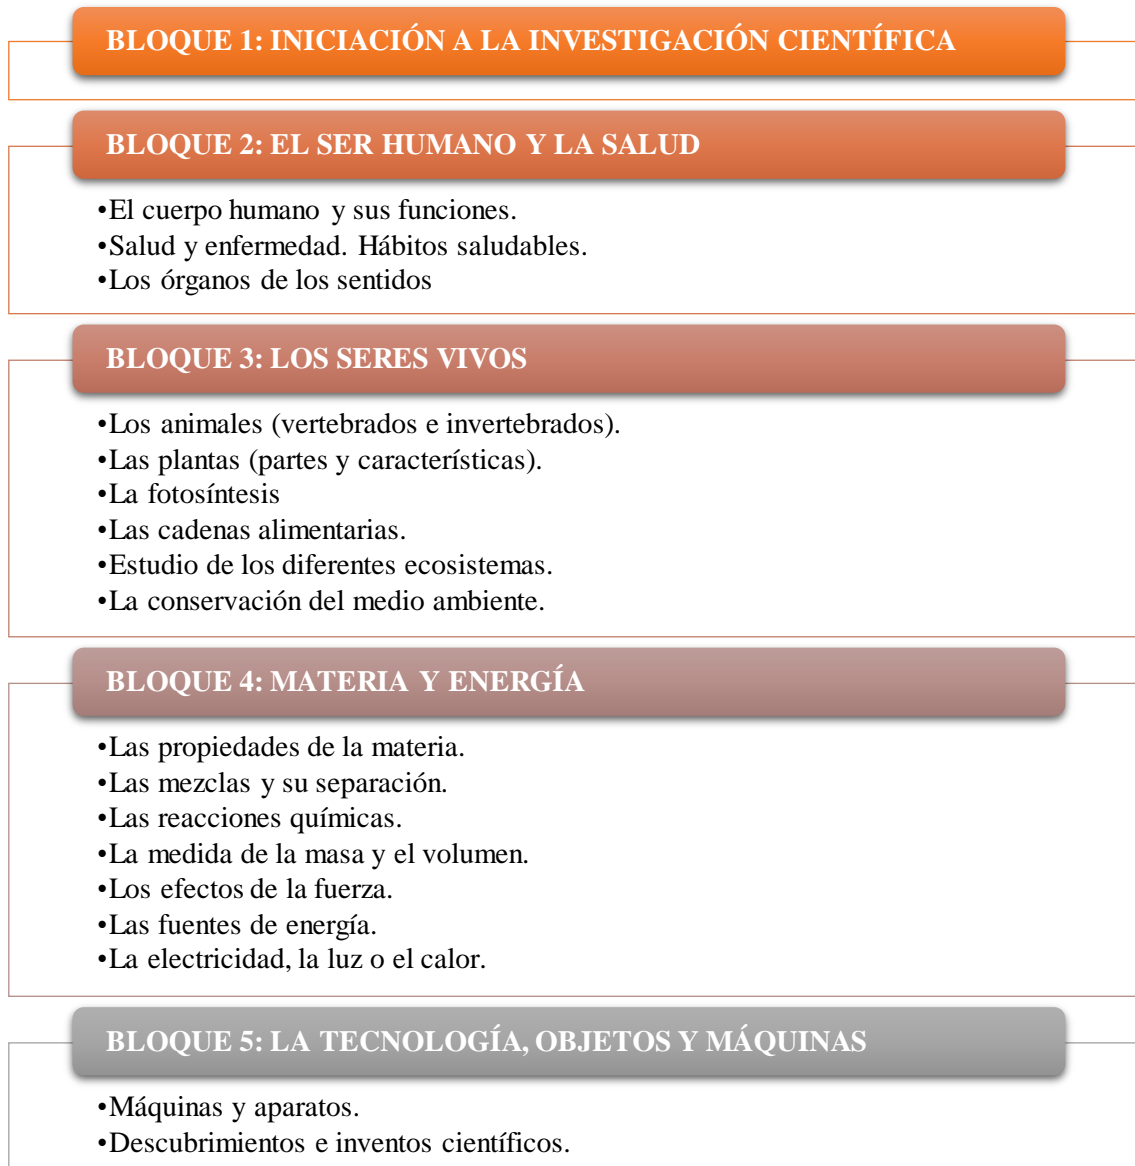 BLOQUE 1: INICIACIÓN A LA INVESTIGACIÓN CIENTÍFICA
BLOQUE 2: EL SER HUMANO Y LA SALUD
•El cuerpo humano y sus funciones.
•Salud y enfermedad. Hábitos saludables.
•Los órganos de los sentidos
BLOQUE 3: LOS SERES VIVOS
•Los animales (vertebrados e invertebrados).
•Las plantas (partes y características).
•La fotosíntesis
•Las cadenas alimentarias.
•Estudio de los diferentes ecosistemas.
•La conservación del medio ambiente.
BLOQUE 4: MATERIA Y ENERGÍA
•Las propiedades de la materia.
•Las mezclas y su separación.
•Las reacciones químicas.
•La medida de la masa y el volumen.
•Los efectos de la fuerza.
•Las fuentes de energía.
•La electricidad, la luz o el calor.
BLOQUE 5: LA TECNOLOGÍA, OBJETOS Y MÁQUINAS
•Máquinas y aparatos.
•Descubrimientos e inventos científicos.